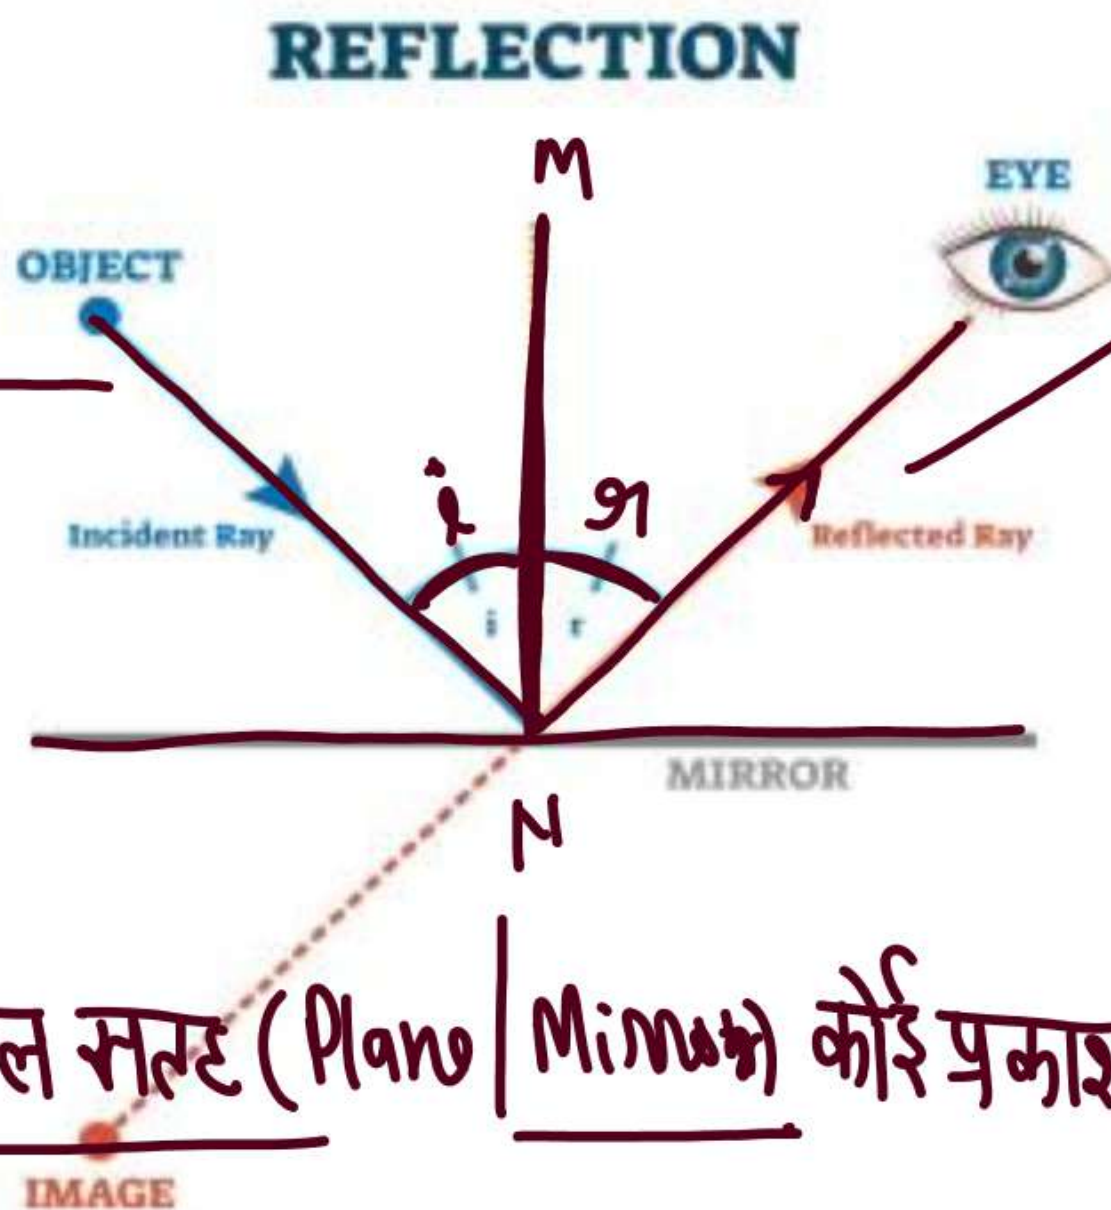 REFLECTION
M
EYE
OBJECT
i r
Incident Ray
Reflected Ray
i r
MIRROR
N
ल सतह (Plane | Mirror) कोई प्रकाश
IMAGE